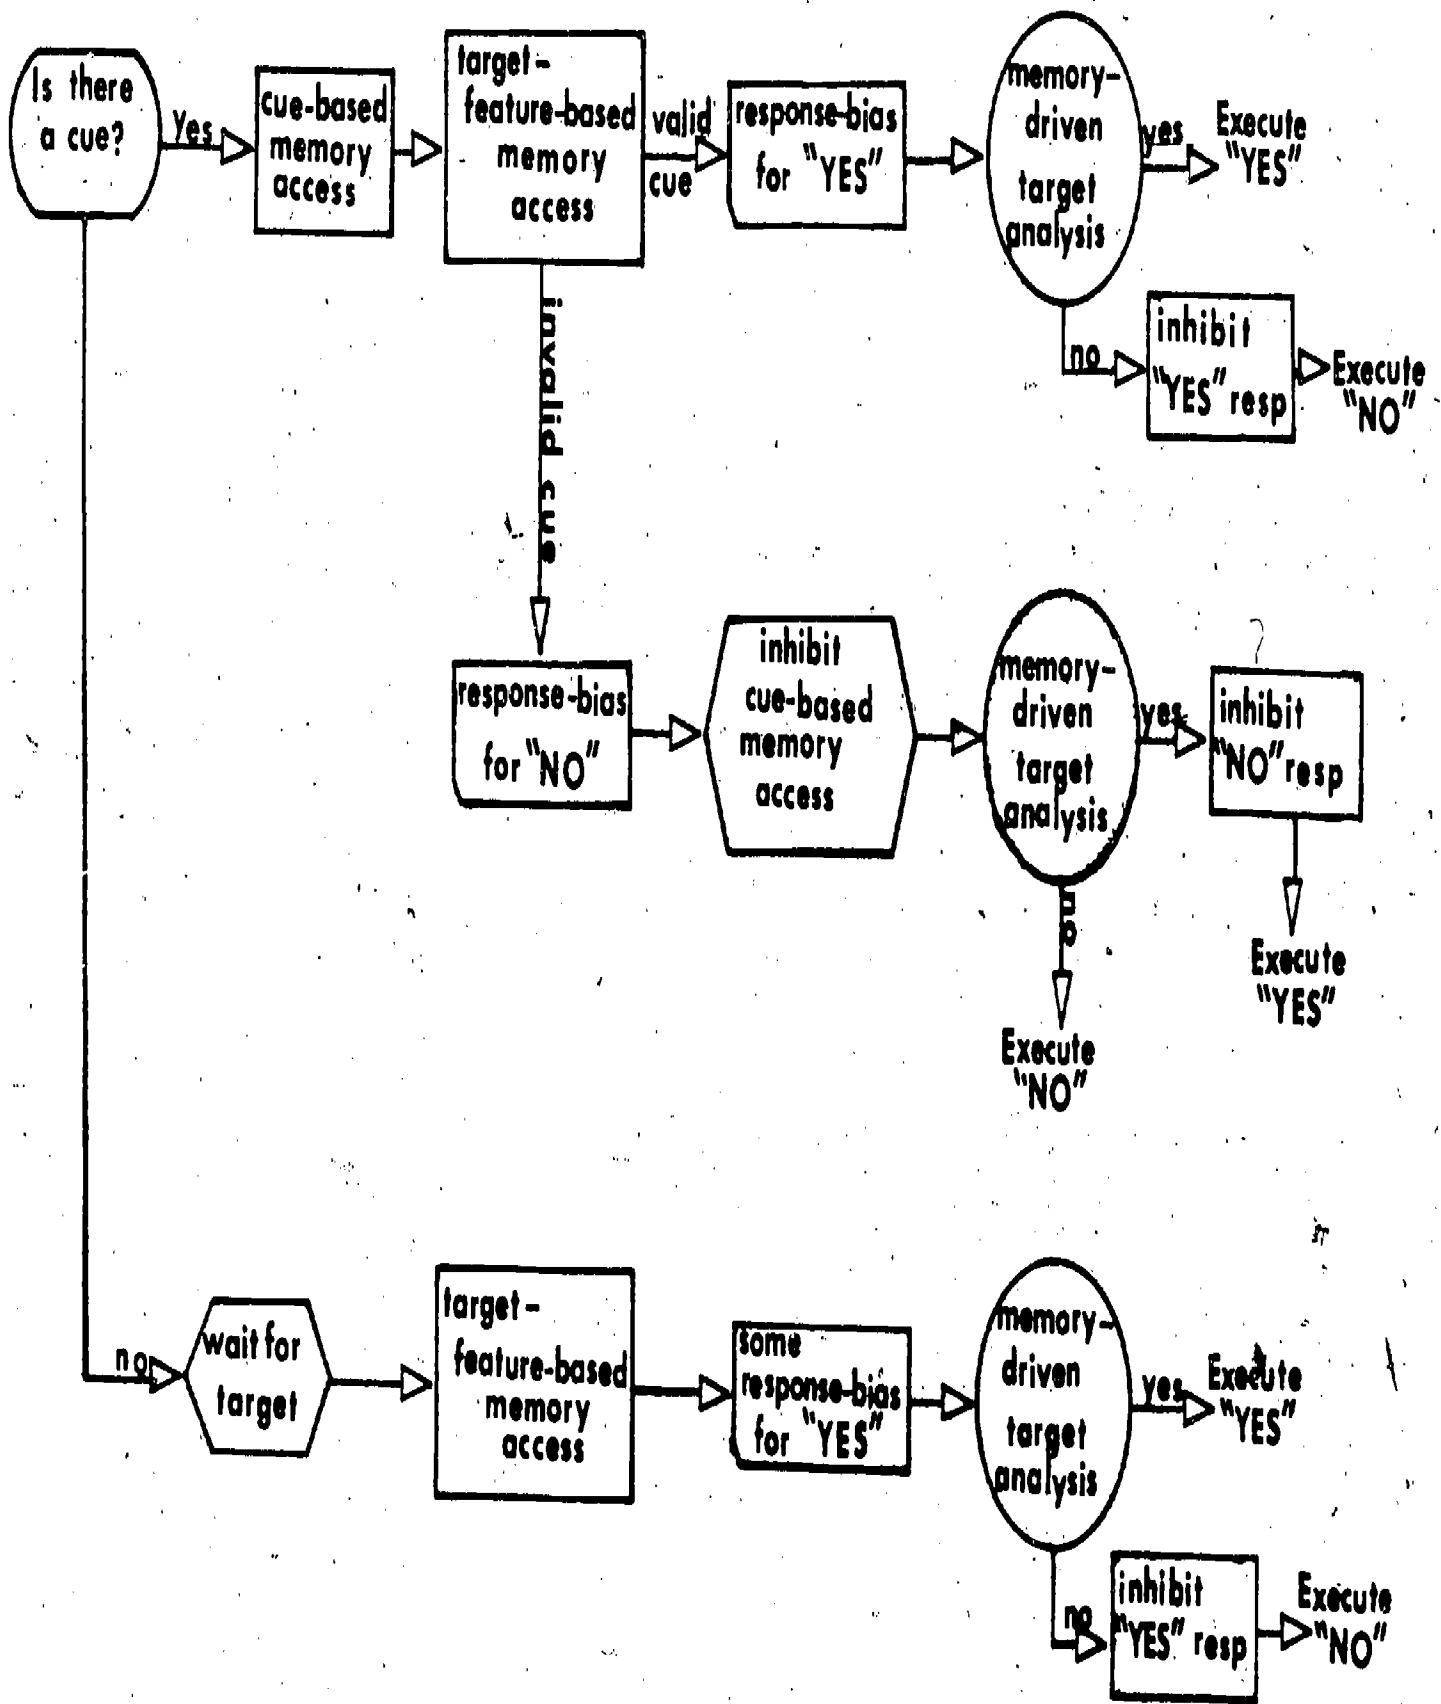 Is there
a cue?
Yes
cue-based
memory
access
target-
feature-based
memory
access
valid
cue
response-bias
for "YES"
memory-
driven
target
analysis
yes
Execute
"YES"
no
inhibit
"YES" resp
Execute
"NO"
invalid cue
response-bias
for "NO"
inhibit
cue-based
memory
access
memory-
driven
target
analysis
yes
inhibit
"NO" resp
Execute
"YES"
no
Execute
"NO"
no
wait for
target
target-
feature-based
memory
access
some
response-bias
for "YES"
memory-
driven
target
analysis
yes
Execute
"YES"
no
inhibit
"YES" resp
Execute
"NO"